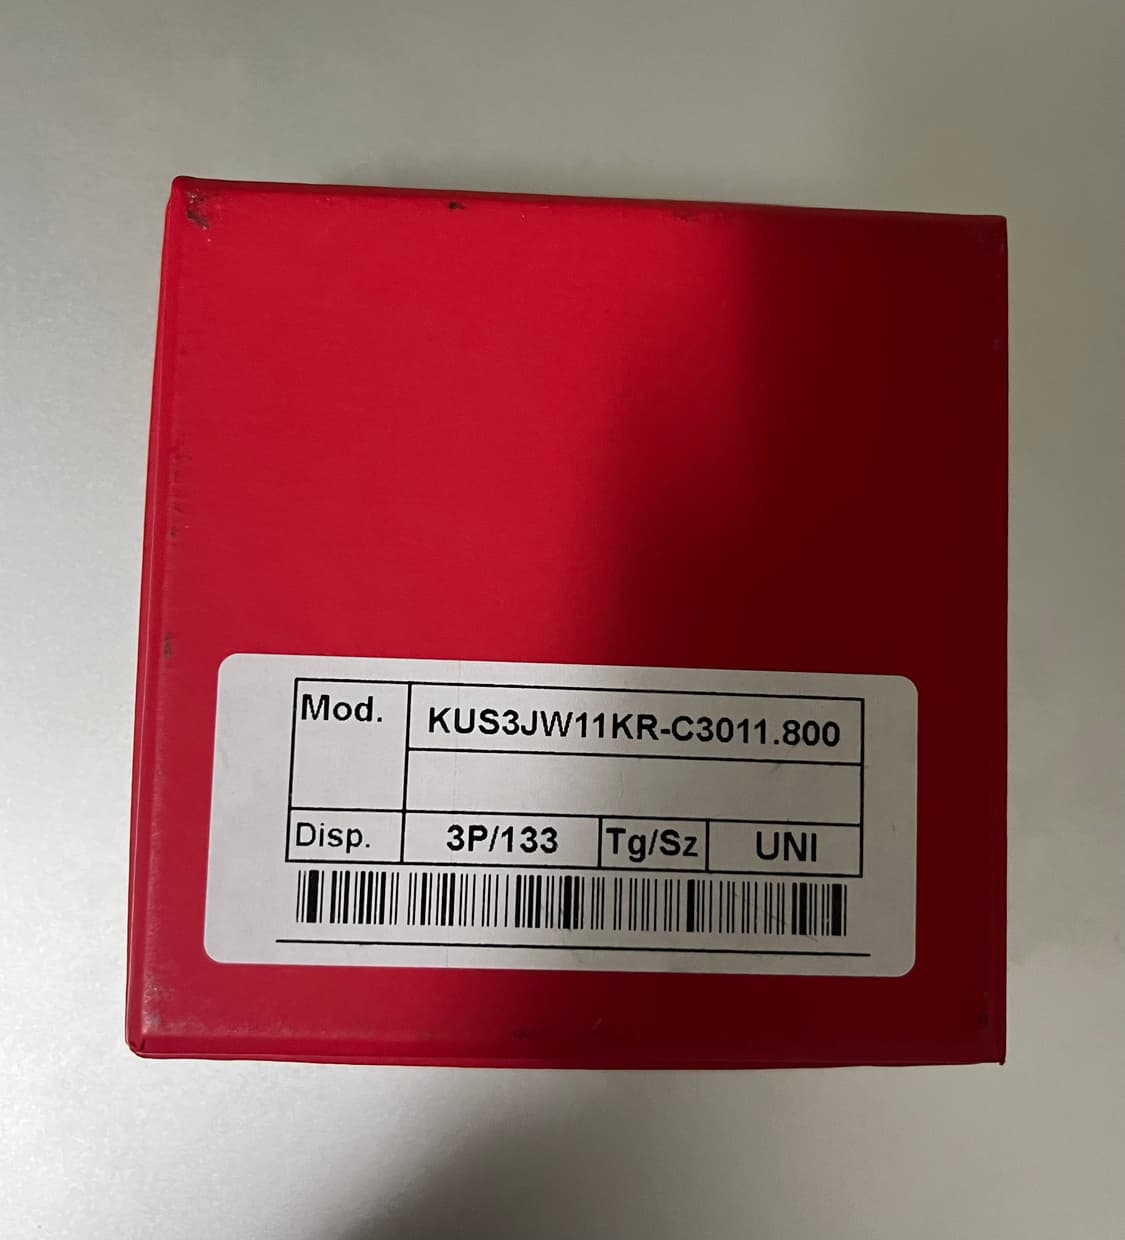 Mod. KUS3JW11KR-C3011.800
Disp. 3P/133 Tg/Sz UNI